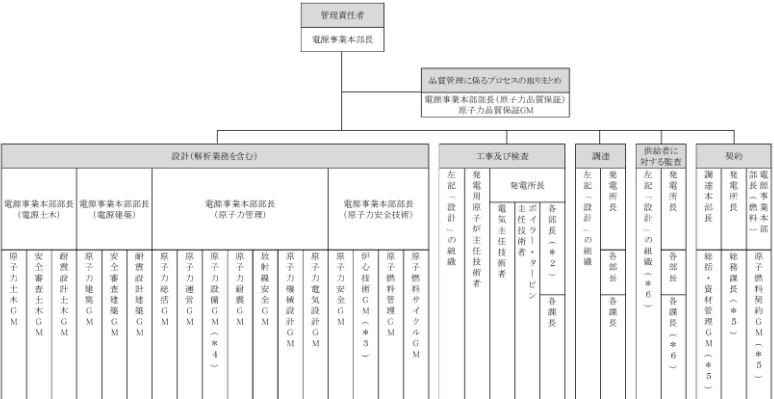 管理責任者
電源事業本部長
品質管理に係るプロセスの取りまとめ
電源事業本部部長(原子力品質保証)
原子力品質保証GM
設計(解析業務を含む)
電源事業本部部長
(電源土木)
電源事業本部部長
(電源建築)
電源事業本部部長
(原子力管理)
電源事業本部部長
(原子力安全技術)
原子力土木GM
安全審査土木GM
耐震設計土木GM
原子力建築GM
安全審査建築GM
耐震設計建築GM
原子力総括GM
原子力運営GM
原子力設備GM(*4)
原子力耐震GM
放射線安全GM
原子力機械設計GM
原子力電気設計GM
原子力安全GM
炉心技術GM(*3)
原子燃料管理GM
原子燃料サイクルGM
工事及び検査
左記「設計」の組織
発電用原子炉主任技術者
発電所長
電気主任技術者
ボイラー・タービン
主任技術者
各部長(*2)
各課長
調達
左記「設計」の組織
発電所長
各部長
各課長
供給者に
対する監査
左記「設計」の組織(*6)
発電所長
各部長
各課長(*6)
契約
調達本部長
総括・資材管理GM(*5)
発電所長
総務課長(*5)
電源事業本部
部長(燃料)
原子燃料契約GM(*5)